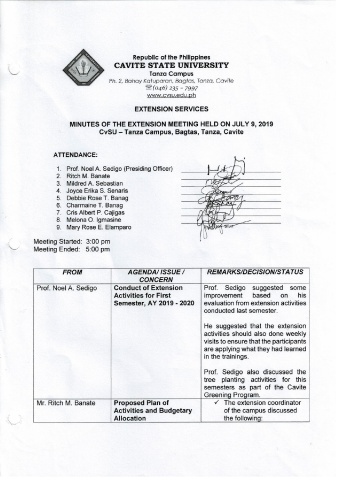 Republic of the Philippines
CAVITE STATE UNIVERSITY
Tanza Campus
Ph. 2, Bahay Katuparan, Bagtas, Tanza, Cavite
(046) 235 - 7997
www.cvsu.edu.ph
EXTENSION SERVICES
MINUTES OF THE EXTENSION MEETING HELD ON JULY 9, 2019
CvSU – Tanza Campus, Bagtas, Tanza, Cavite
ATTENDANCE:
1. Prof. Noel A. Sedigo (Presiding Officer)
2. Ritch M. Banate
3. Mildred A. Sebastian
4. Joyce Erika S. Senaris
5. Debbie Rose T. Banag
6. Charmaine T. Banag
7. Cris Albert P. Cajigas
8. Melona O. Igmasine
9. Mary Rose E. Elamparo
Meeting Started: 3:00 pm
Meeting Ended: 5:00 pm
FROM
AGENDA/ ISSUE /
CONCERN
REMARKS/DECISION/STATUS
Prof. Noel A. Sedigo
Conduct of Extension
Activities for First
Semester, AY 2019 - 2020
Prof. Sedigo suggested some
improvement based on his
evaluation from extension activities
conducted last semester.
He suggested that the extension
activities should also done weekly
visits to ensure that the participants
are applying what they had learned
in the trainings.
Prof. Sedigo also discussed the
tree planting activities for this
semesters as part of the Cavite
Greening Program.
Mr. Ritch M. Banate
Proposed Plan of
Activities and Budgetary
Allocation
✓ The extension coordinator
of the campus discussed
the following: